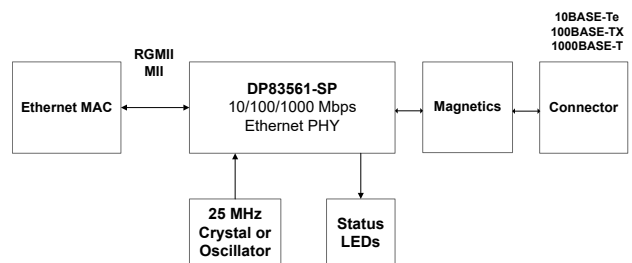 10BASE-Te
100BASE-TX
1000BASE-T
RGMII
MII
Ethernet MAC
DP83561-SP
10/100/1000 Mbps
Ethernet PHY
Magnetics
Connector
25 MHz
Crystal or
Oscillator
Status
LEDs